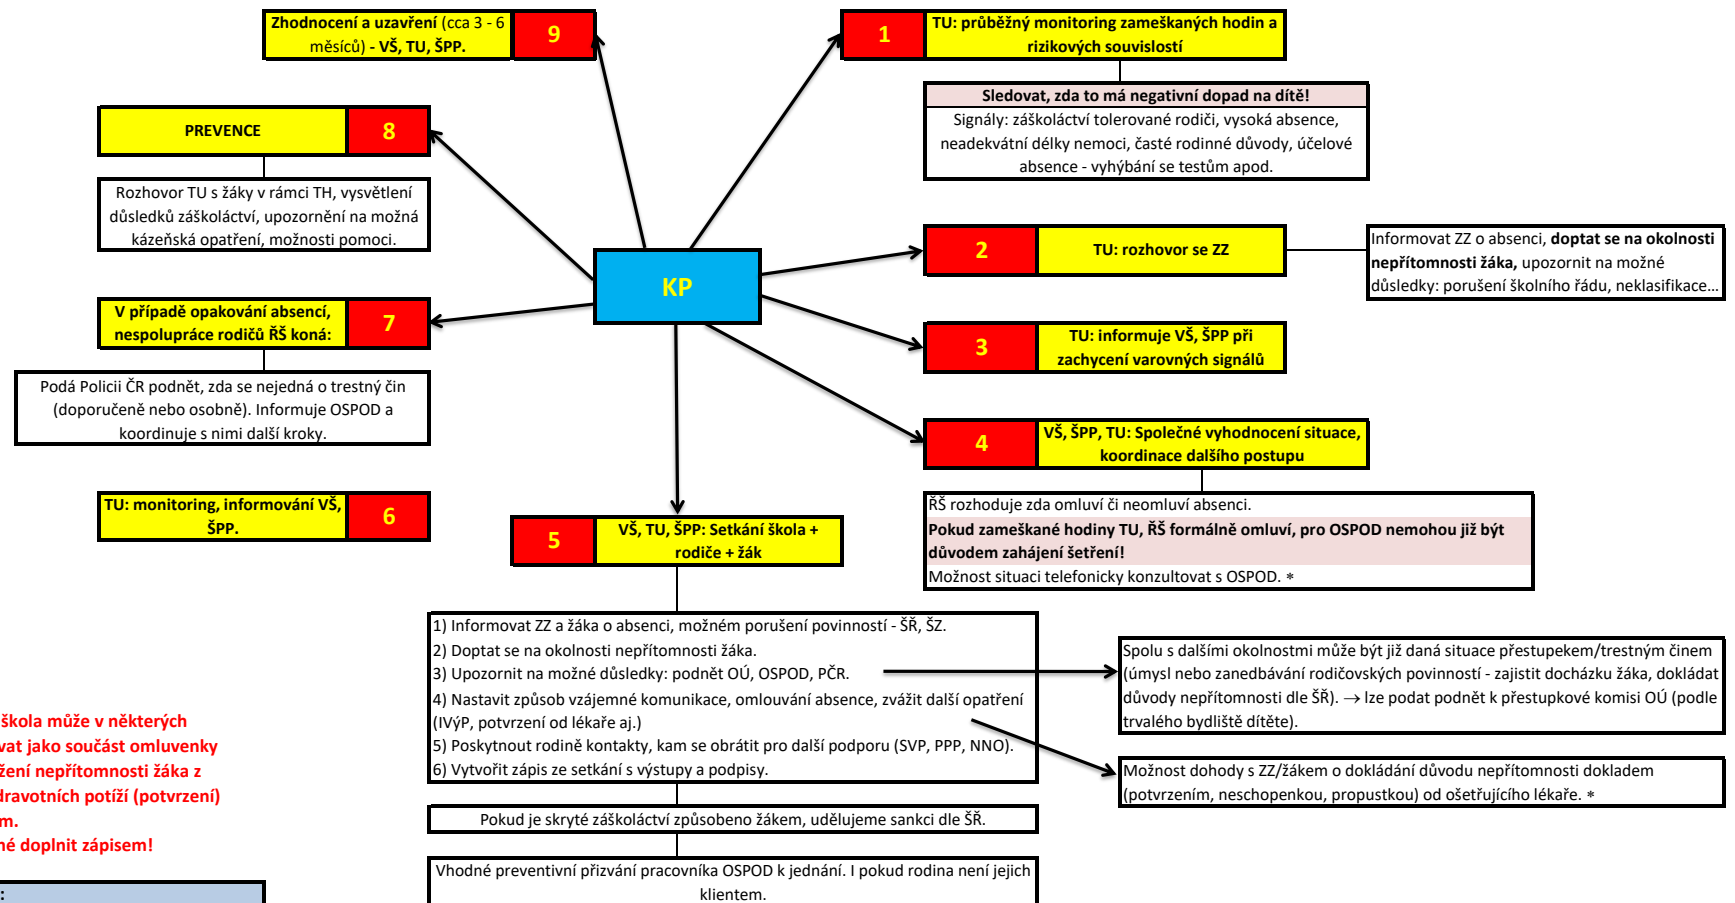 Zhodnocení a uzavření (cca 3 - 6
měsíců) - VŠ, TU, ŠPP.
9
1
TU: průběžný monitoring zameškaných hodin a
rizikových souvislostí
Sledovat, zda to má negativní dopad na dítě!
Signály: záškoláctví tolerované rodiči, vysoká absence,
neadekvátní délky nemoci, časté rodinné důvody, účelové
absence - vyhýbání se testům apod.
PREVENCE
8
Rozhovor TU s žáky v rámci TH, vysvětlení
důsledků záškoláctví, upozornění na možná
kázeňská opatření, možnosti pomoci.
2
TU: rozhovor se ZZ
Informovat ZZ o absenci, doptat se na okolnosti
nepřítomnosti žáka, upozornit na možné
důsledky: porušení školního řádu, neklasifikace…
KP
V případě opakování absencí,
nespolupráce rodičů ŘŠ koná:
7
Podá Policii ČR podnět, zda se nejedná o trestný čin
(doporučeně nebo osobně). Informuje OSPOD a
koordinuje s nimi další kroky.
3
TU: informuje VŠ, ŠPP při
zachycení varovných signálů
4
VŠ, ŠPP, TU: Společné vyhodnocení situace,
koordinace dalšího postupu
ŘŠ rozhoduje zda omluví či neomluví absenci.
Pokud zameškané hodiny TU, ŘŠ formálně omluví, pro OSPOD nemohou již být
důvodem zahájení šetření!
Možnost situaci telefonicky konzultovat s OSPOD. *
TU: monitoring, informování VŠ,
ŠPP.
6
5
VŠ, TU, ŠPP: Setkání škola +
rodiče + žák
1) Informovat ZZ a žáka o absenci, možném porušení povinností - ŠŘ, ŠZ.
2) Doptat se na okolnosti nepřítomnosti žáka.
3) Upozornit na možné důsledky: podnět OÚ, OSPOD, PČR.
4) Nastavit způsob vzájemné komunikace, omlouvání absence, zvážit další opatření
(IVýP, potvrzení od lékaře aj.)
5) Poskytnout rodině kontakty, kam se obrátit pro další podporu (SVP, PPP, NNO).
6) Vytvořit zápis ze setkání s výstupy a podpisy.
Spolu s dalšími okolnostmi může být již daná situace přestupekem/trestným činem
(úmysl nebo zanedbávání rodičovských povinností - zajistit docházku žáka, dokládat
důvody nepřítomnosti dle ŠŘ). → lze podat podnět k přestupkové komisi OÚ (podle
trvalého bydliště dítěte).
Možnost dohody s ZZ/žákem o dokládání důvodu nepřítomnosti dokladem
(potvrzením, neschopenkou, propustkou) od ošetřujícího lékaře. *
Pokud je skryté záškoláctví způsobeno žákem, udělujeme sankci dle ŠŘ.
Vhodné preventivní přizvání pracovníka OSPOD k jednání. I pokud rodina není jejich
klientem.
škola může v některých
vat jako součást omluvenky
žení nepřítomnosti žáka z
dravotních potíží (potvrzení)
m.
né doplnit zápisem!
: